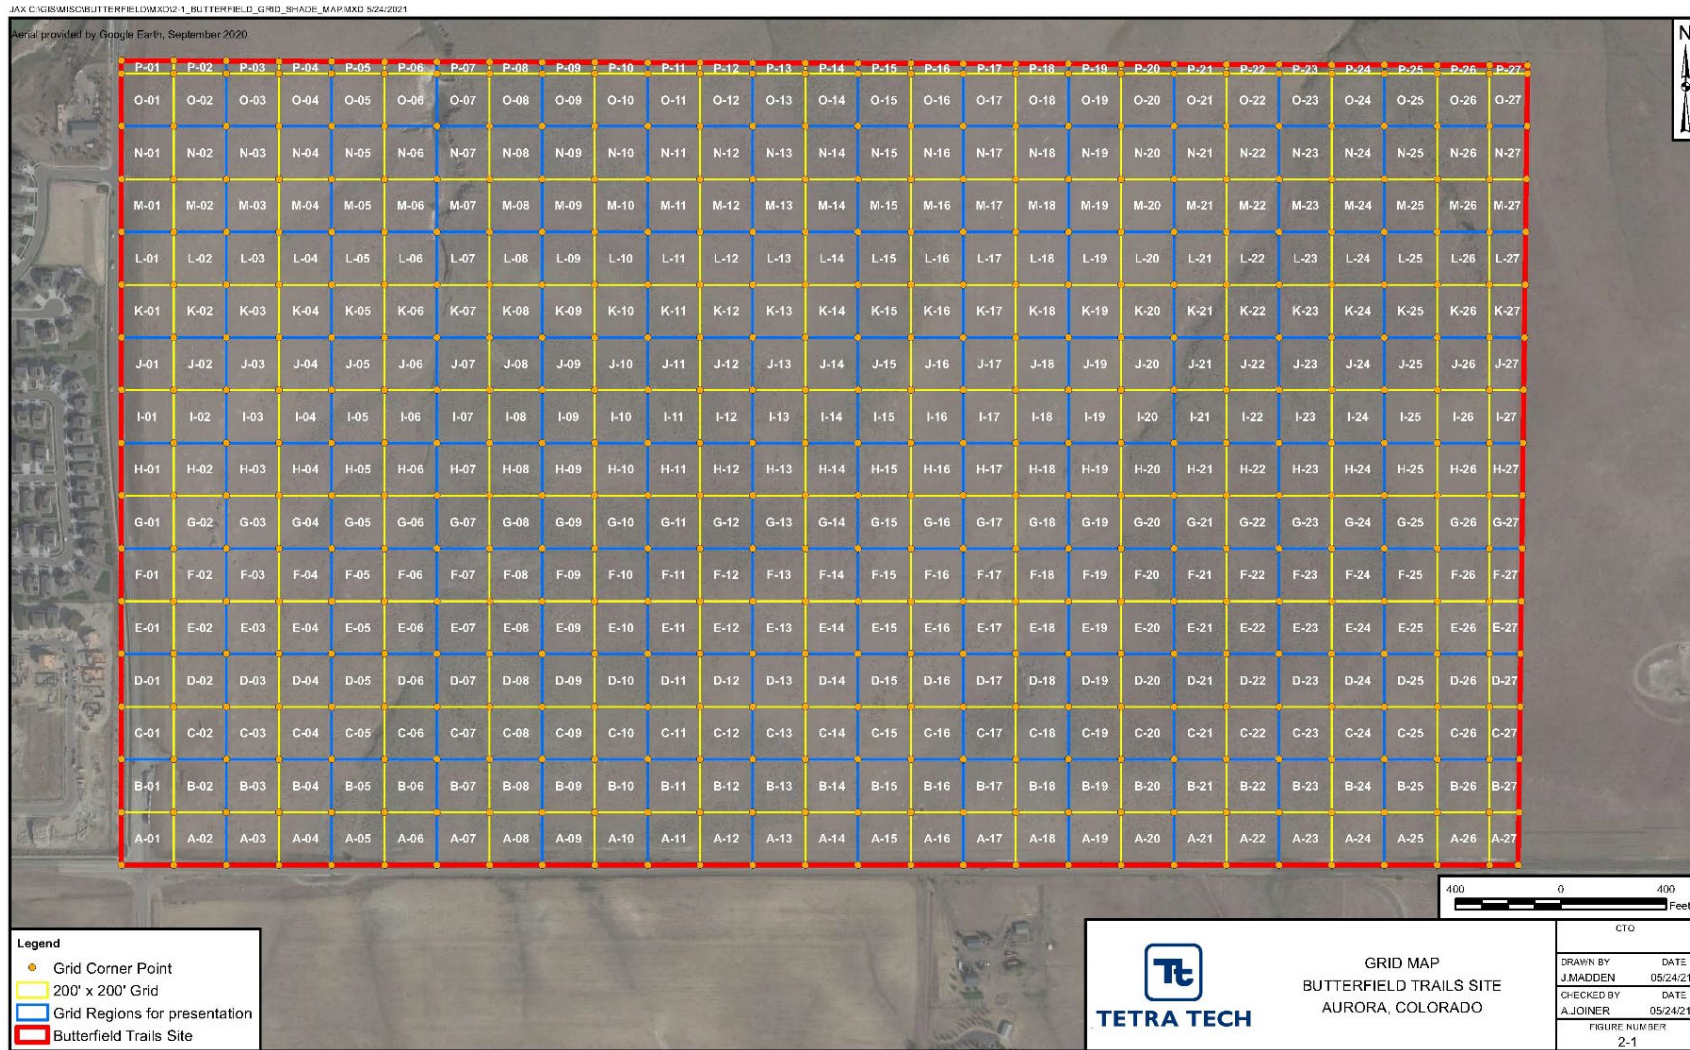 JAX C:\GIS\MISC\BUTTERFIELD\MXD\2-1_BUTTERFIELD_GRID_SHADE_MAP.MXD 5/24/2021
Aerial provided by Google Earth, September 2020
N
P-01 P-02 P-03 P-04 P-05 P-06 P-07 P-08 P-09 P-10 P-11 P-12 P-13 P-14 P-15 P-16 P-17 P-18 P-19 P-20 P-21 P-22 P-23 P-24 P-25 P-26 P-27
O-01 O-02 O-03 O-04 O-05 O-06 O-07 O-08 O-09 O-10 O-11 O-12 O-13 O-14 O-15 O-16 O-17 O-18 O-19 O-20 O-21 O-22 O-23 O-24 O-25 O-26 O-27
N-01 N-02 N-03 N-04 N-05 N-06 N-07 N-08 N-09 N-10 N-11 N-12 N-13 N-14 N-15 N-16 N-17 N-18 N-19 N-20 N-21 N-22 N-23 N-24 N-25 N-26 N-27
M-01 M-02 M-03 M-04 M-05 M-06 M-07 M-08 M-09 M-10 M-11 M-12 M-13 M-14 M-15 M-16 M-17 M-18 M-19 M-20 M-21 M-22 M-23 M-24 M-25 M-26 M-27
L-01 L-02 L-03 L-04 L-05 L-06 L-07 L-08 L-09 L-10 L-11 L-12 L-13 L-14 L-15 L-16 L-17 L-18 L-19 L-20 L-21 L-22 L-23 L-24 L-25 L-26 L-27
K-01 K-02 K-03 K-04 K-05 K-06 K-07 K-08 K-09 K-10 K-11 K-12 K-13 K-14 K-15 K-16 K-17 K-18 K-19 K-20 K-21 K-22 K-23 K-24 K-25 K-26 K-27
J-01 J-02 J-03 J-04 J-05 J-06 J-07 J-08 J-09 J-10 J-11 J-12 J-13 J-14 J-15 J-16 J-17 J-18 J-19 J-20 J-21 J-22 J-23 J-24 J-25 J-26 J-27
I-01 I-02 I-03 I-04 I-05 I-06 I-07 I-08 I-09 I-10 I-11 I-12 I-13 I-14 I-15 I-16 I-17 I-18 I-19 I-20 I-21 I-22 I-23 I-24 I-25 I-26 I-27
H-01 H-02 H-03 H-04 H-05 H-06 H-07 H-08 H-09 H-10 H-11 H-12 H-13 H-14 H-15 H-16 H-17 H-18 H-19 H-20 H-21 H-22 H-23 H-24 H-25 H-26 H-27
G-01 G-02 G-03 G-04 G-05 G-06 G-07 G-08 G-09 G-10 G-11 G-12 G-13 G-14 G-15 G-16 G-17 G-18 G-19 G-20 G-21 G-22 G-23 G-24 G-25 G-26 G-27
F-01 F-02 F-03 F-04 F-05 F-06 F-07 F-08 F-09 F-10 F-11 F-12 F-13 F-14 F-15 F-16 F-17 F-18 F-19 F-20 F-21 F-22 F-23 F-24 F-25 F-26 F-27
E-01 E-02 E-03 E-04 E-05 E-06 E-07 E-08 E-09 E-10 E-11 E-12 E-13 E-14 E-15 E-16 E-17 E-18 E-19 E-20 E-21 E-22 E-23 E-24 E-25 E-26 E-27
D-01 D-02 D-03 D-04 D-05 D-06 D-07 D-08 D-09 D-10 D-11 D-12 D-13 D-14 D-15 D-16 D-17 D-18 D-19 D-20 D-21 D-22 D-23 D-24 D-25 D-26 D-27
C-01 C-02 C-03 C-04 C-05 C-06 C-07 C-08 C-09 C-10 C-11 C-12 C-13 C-14 C-15 C-16 C-17 C-18 C-19 C-20 C-21 C-22 C-23 C-24 C-25 C-26 C-27
B-01 B-02 B-03 B-04 B-05 B-06 B-07 B-08 B-09 B-10 B-11 B-12 B-13 B-14 B-15 B-16 B-17 B-18 B-19 B-20 B-21 B-22 B-23 B-24 B-25 B-26 B-27
A-01 A-02 A-03 A-04 A-05 A-06 A-07 A-08 A-09 A-10 A-11 A-12 A-13 A-14 A-15 A-16 A-17 A-18 A-19 A-20 A-21 A-22 A-23 A-24 A-25 A-26 A-27
400 0 400
Feet
Legend
Grid Corner Point
200' x 200' Grid
Grid Regions for presentation
Butterfield Trails Site
Tt
TETRA TECH
GRID MAP
BUTTERFIELD TRAILS SITE
AURORA, COLORADO
CTO
DRAWN BY DATE
J.MADDEN 05/24/21
CHECKED BY DATE
A.JOINER 05/24/21
FIGURE NUMBER
2-1